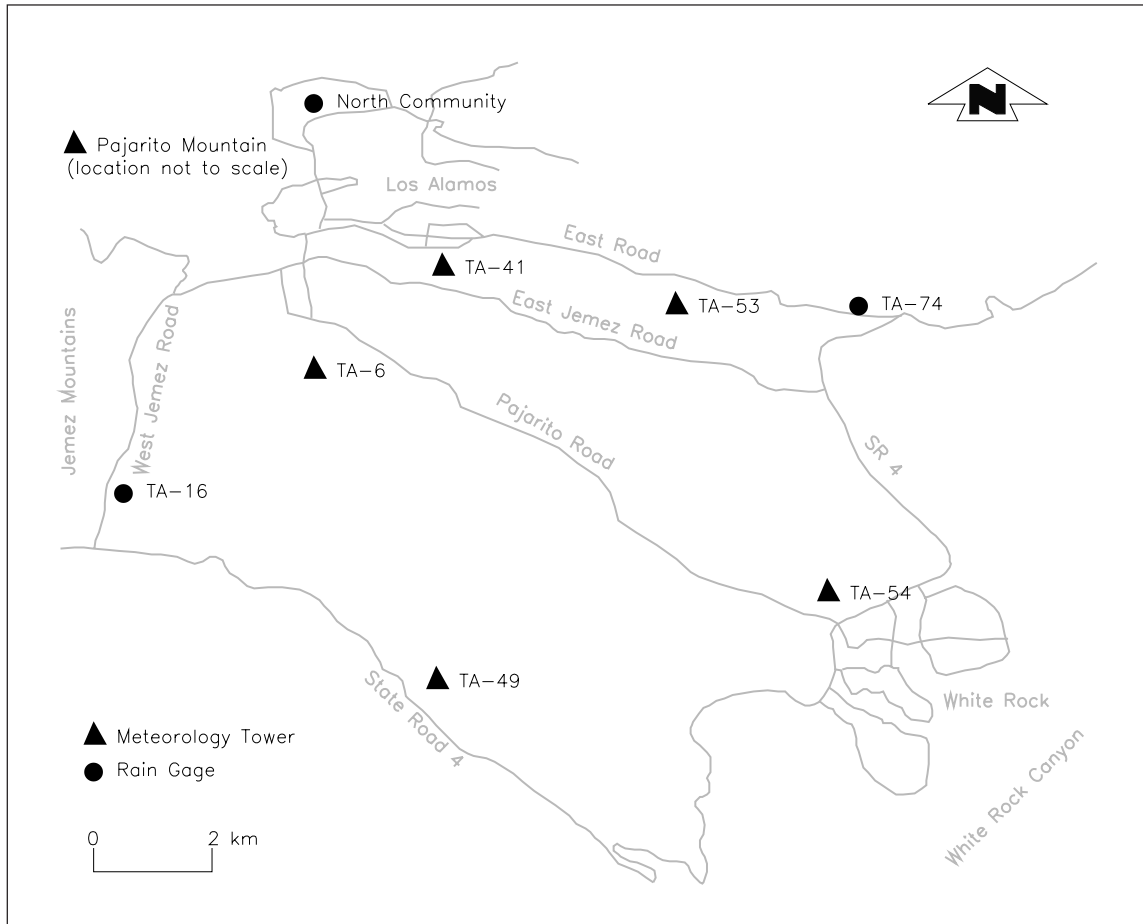 North Community
N
Pajarito Mountain
(location not to scale)
Los Alamos
East Road
TA-41
TA-53
TA-74
East Jemez Road
Jemez Mountains
West Jemez Road
TA-6
Pajarito Road
SR 4
TA-16
TA-54
TA-49
State Road 4
White Rock
White Rock Canyon
Meteorology Tower
Rain Gage
0 2 km